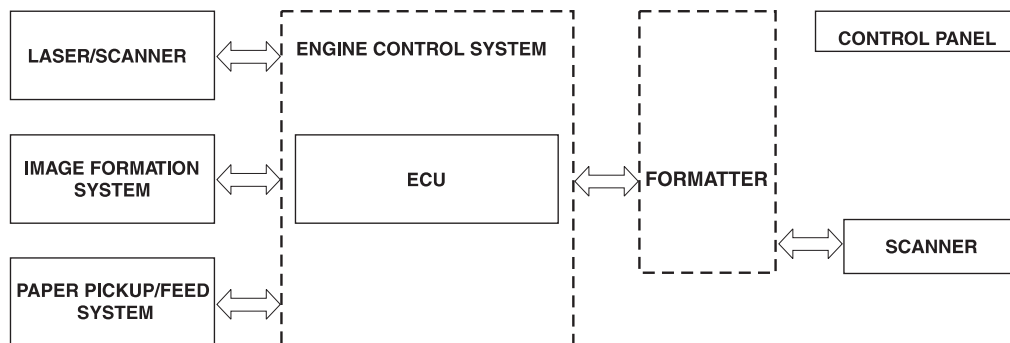 LASER/SCANNER
ENGINE CONTROL SYSTEM
CONTROL PANEL
IMAGE FORMATION
SYSTEM
ECU
FORMATTER
SCANNER
PAPER PICKUP/FEED
SYSTEM